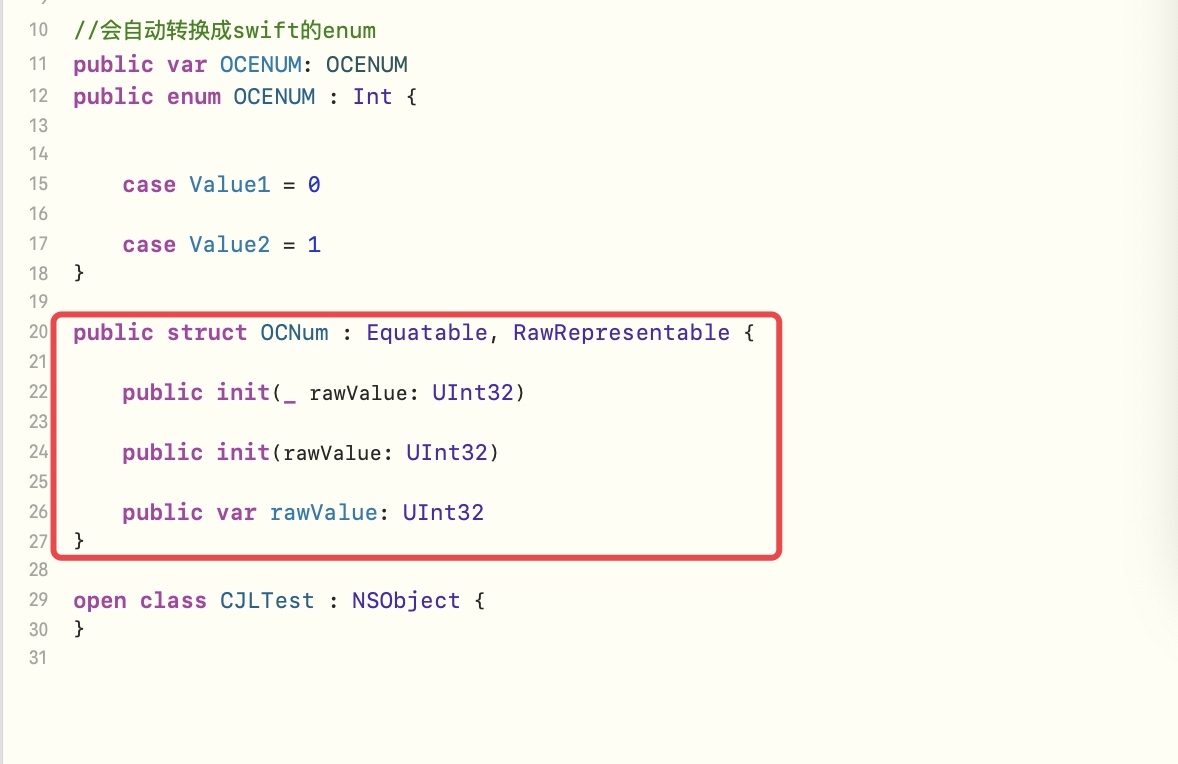 10 //会自动转换成swift的enum
11 public var OCENUM: OCENUM
12 public enum OCENUM : Int {
13
14
15 case Value1 = 0
16
17 case Value2 = 1
18 }
19
20 public struct OCNum : Equatable, RawRepresentable {
21
22 public init(_ rawValue: UInt32)
23
24 public init(rawValue: UInt32)
25
26 public var rawValue: UInt32
27 }
28
29 open class CJLTest : NSObject {
30 }
31